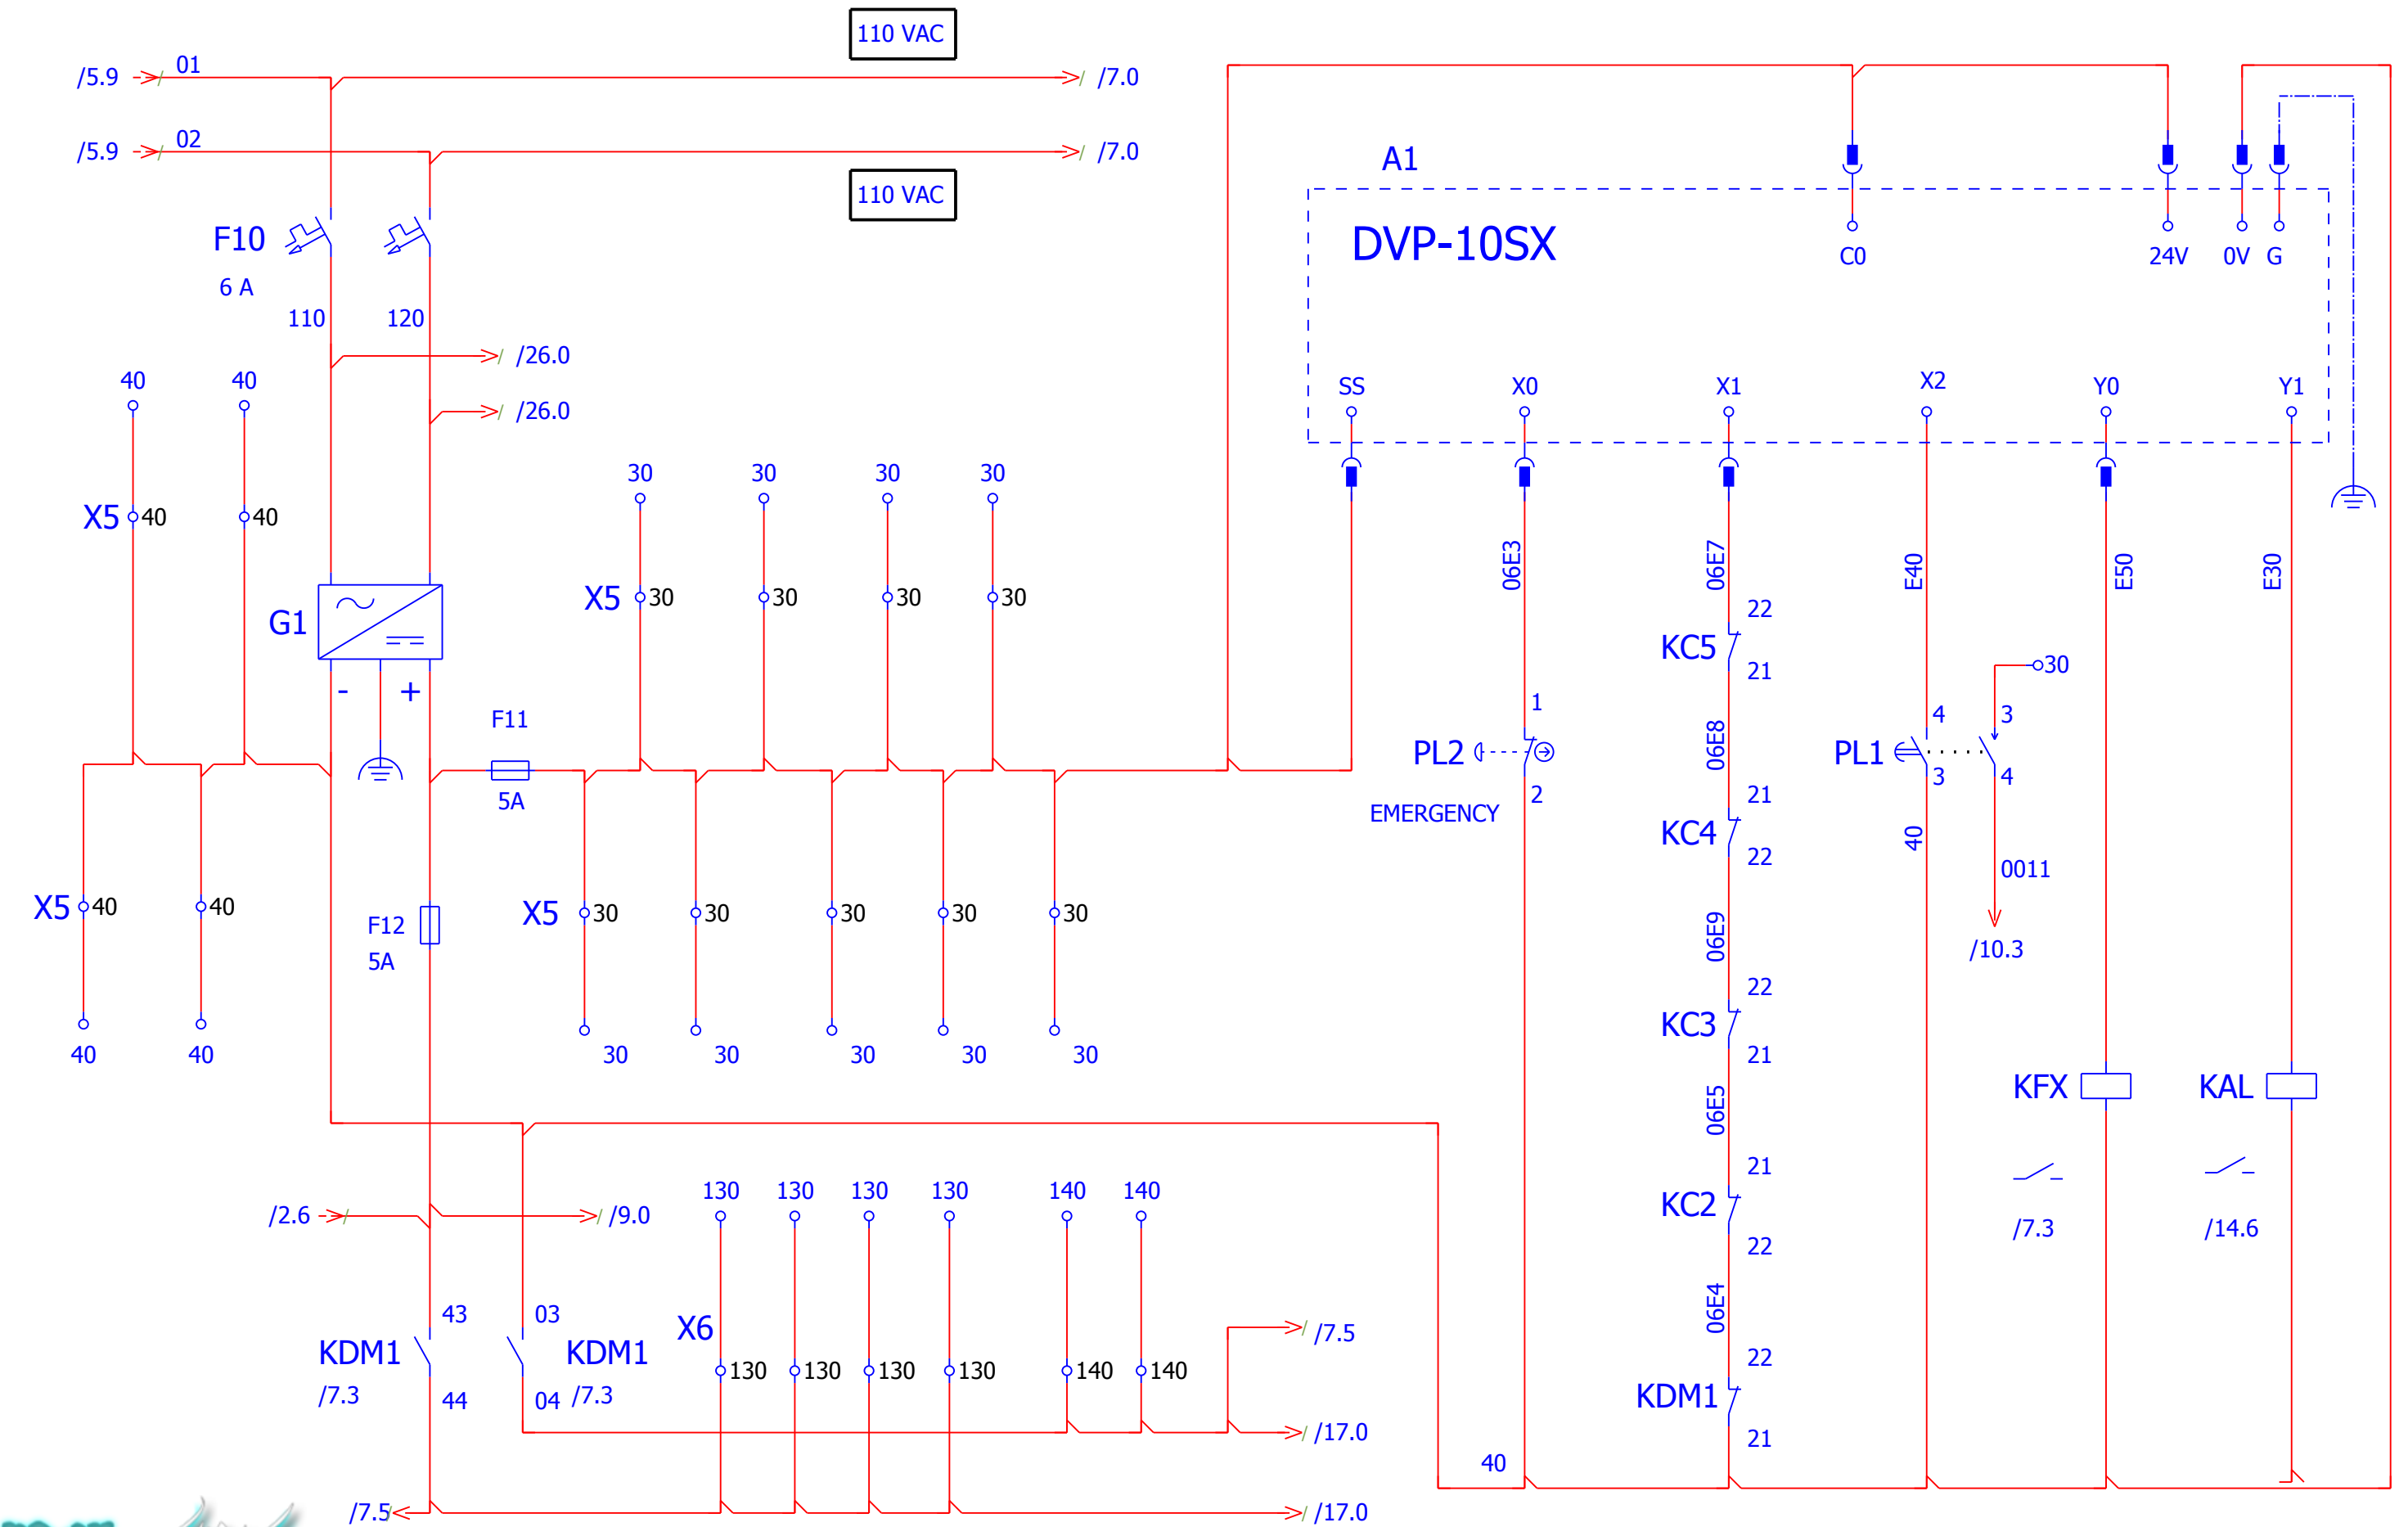 110 VAC
/5.9 01 /7.0
/5.9 02 /7.0
110 VAC
A1
DVP-10SX
C0 24V 0V G
F10
6 A
110 120
/26.0
/26.0
40 40
SS X0 X1 X2 Y0 Y1
30 30 30 30
X5 40 40
06E3 06E7 E40 E50 E30
X5 30 30 30 30
G1
- +
22
KC5
21
30
F11
5A
1
PL2
2
EMERGENCY
06E8
4 3
PL1
3 4
21
KC4
22
40
0011
/10.3
X5 40 40
F12
5A
X5 30 30 30 30 30
06E9
40 40
30 30 30 30 30
22
KC3
21
06E5
KFX KAL
/7.3 /14.6
21
KC2
22
/2.6 /9.0
130 130 130 130 140 140
06E4
43 03
KDM1 KDM1
/7.3 /7.3
44 04
X6
130 130 130 130 140 140
/7.5
22
KDM1
21
/17.0
40
/7.5 /17.0